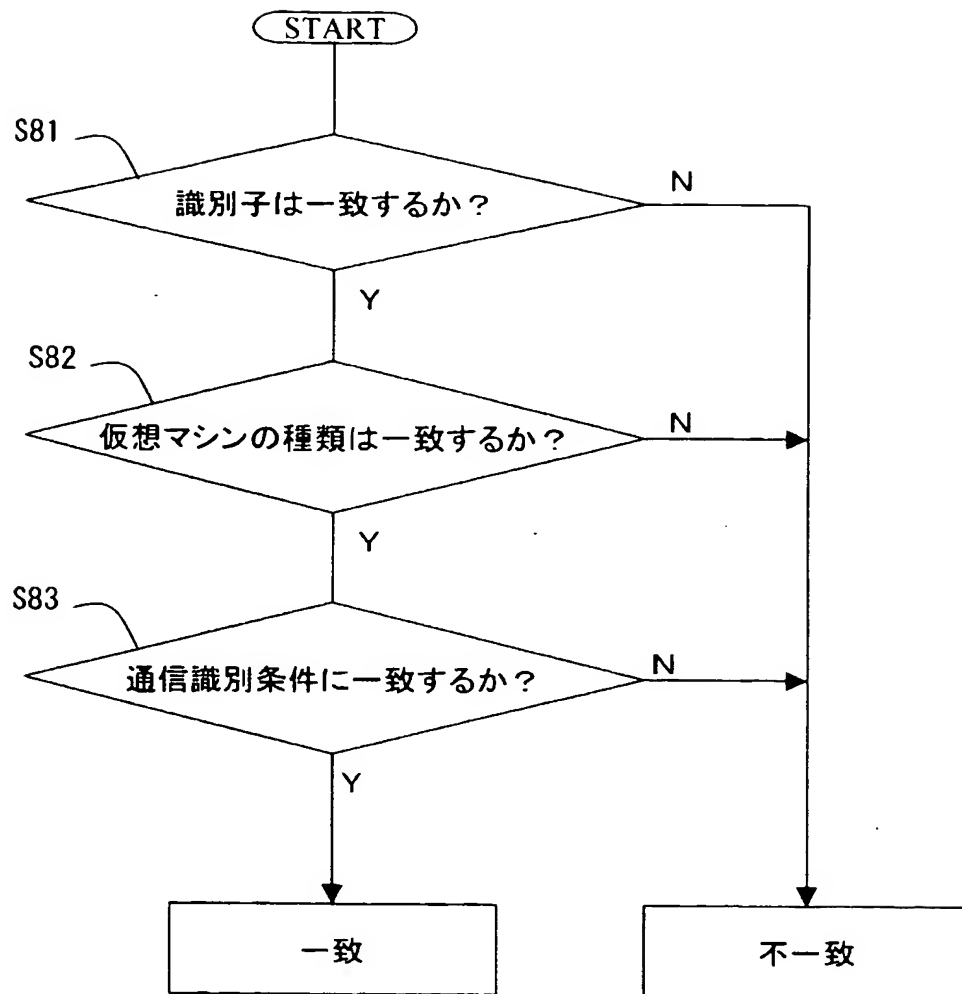 START
S81
識別子は一致するか？
N
Y
S82
仮想マシンの種類は一致するか？
N
Y
S83
通信識別条件に一致するか？
N
Y
一致
不一致